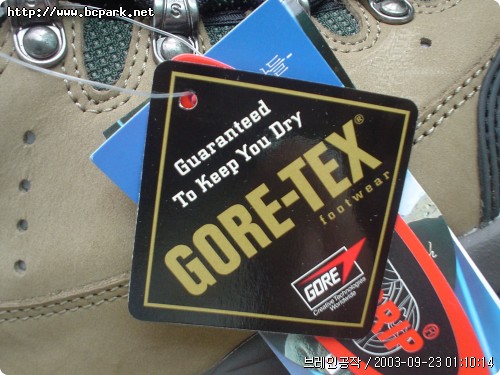 http://www.bcpark.net/
Guaranteed
To Keep You Dry
GORE-TEX®
footwear
GORE
Creative Technologies
Worldwide
RIP®
브레인공작 / 2003-09-23 01:10:14